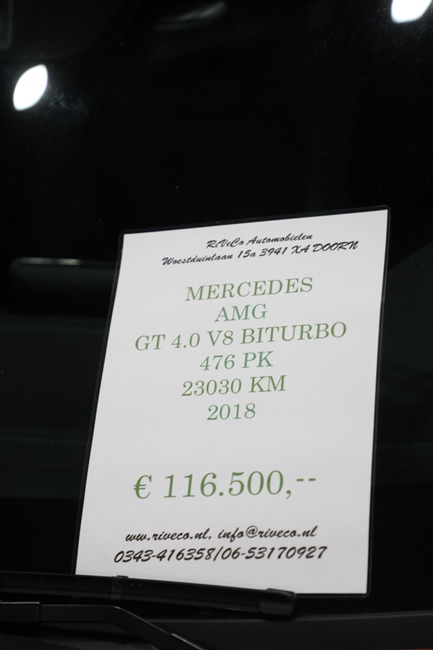 RiVeCo Automobielen
Woestduinlaan 15a 3941 XA DOORN
MERCEDES
AMG
GT 4.0 V8 BITURBO
476 PK
23030 KM
2018
€ 116.500,--
www.riveco.nl, info@riveco.nl
0343-416358/06-53170927